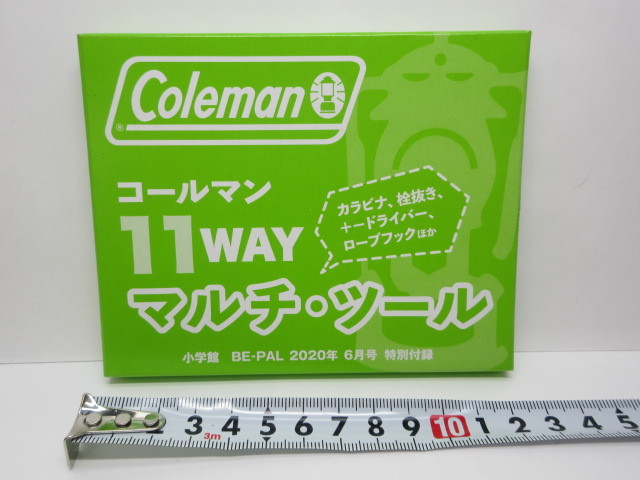 Coleman
®
コールマン
11WAY
カラビナ、栓抜き、
+−ドライバー、
ロープフックほか
マルチ・ツール
小学館 BE-PAL 2020年 6月号 特別付録
3 4 5 6 7 8 9 10 1 2 3 4 5
3m